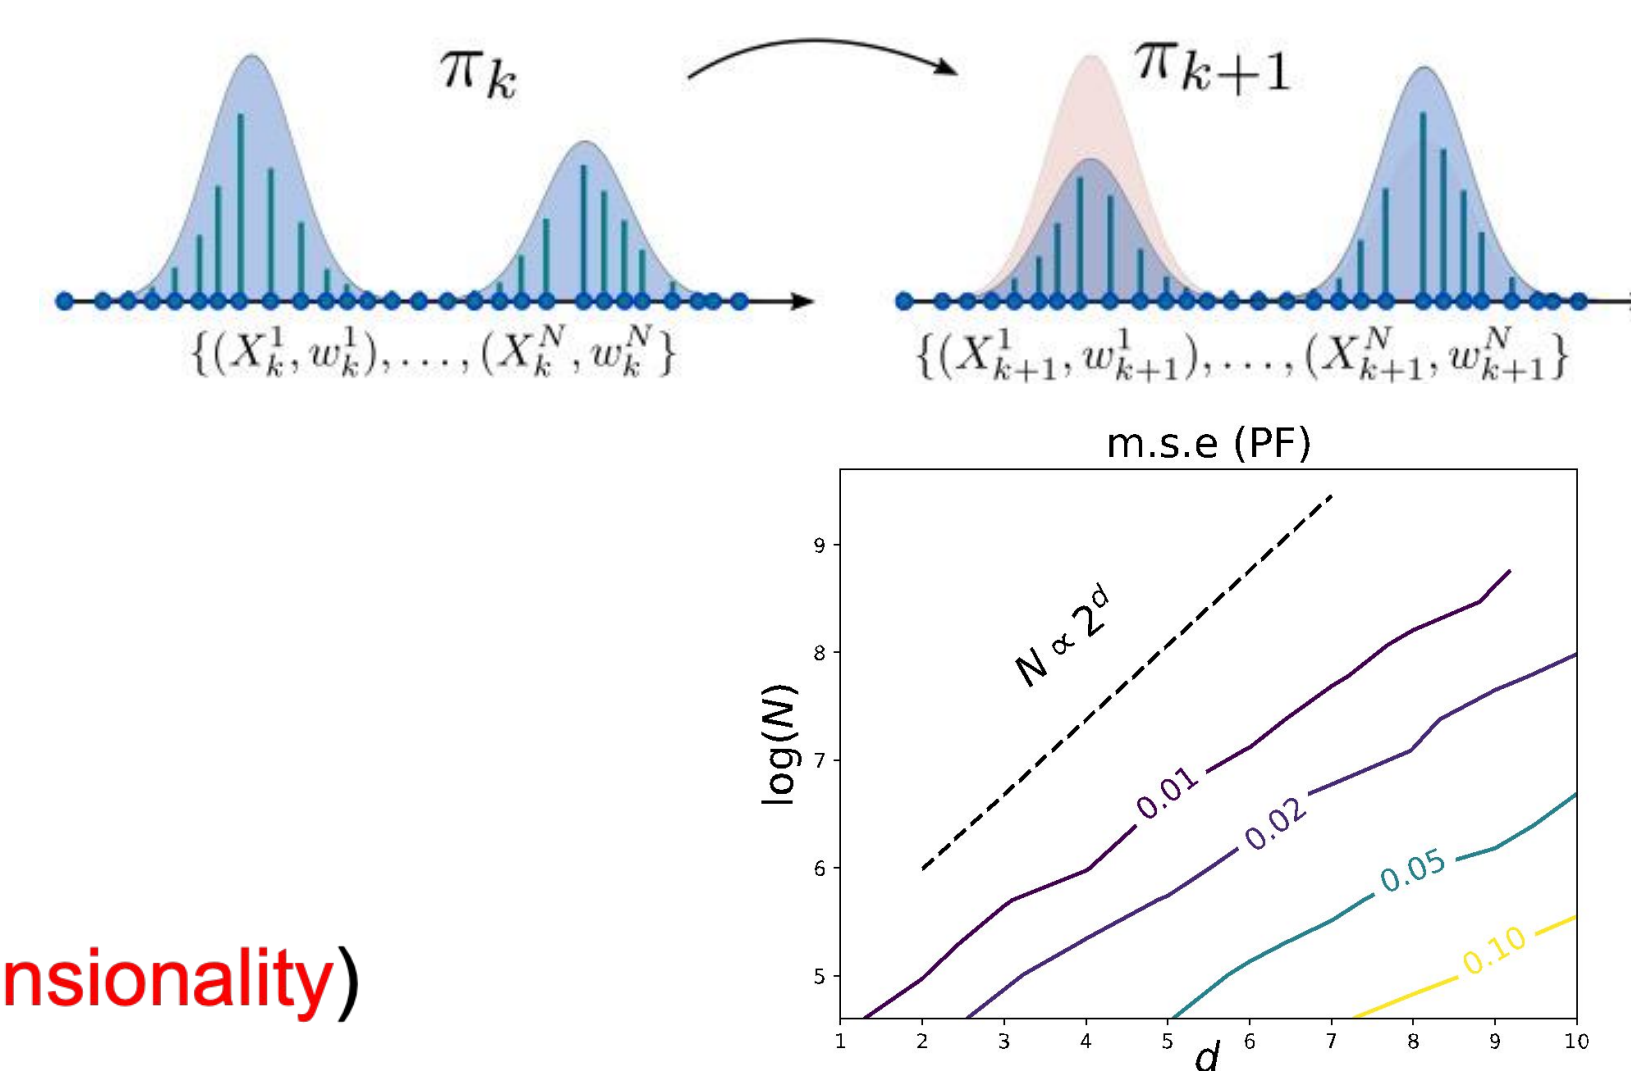 π_k
π_{k+1}
{(X_k^1, w_k^1), . . . , (X_k^N, w_k^N}
{(X_{k+1}^1, w_{k+1}^1), . . . , (X_{k+1}^N, w_{k+1}^N}
m.s.e (PF)
9
8
7
6
5
log(N)
N ∝ 2^d
0.01
0.02
0.05
0.10
1 2 3 4 5 6 7 8 9 10
d
nsionality)